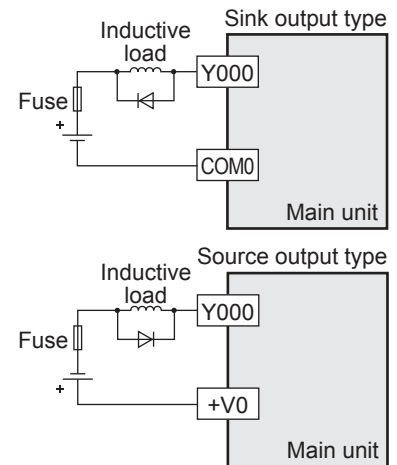 Sink output type
Inductive
load
Y000
Fuse
+
COM0
Main unit
Source output type
Inductive
load
Y000
Fuse
+
+V0
Main unit